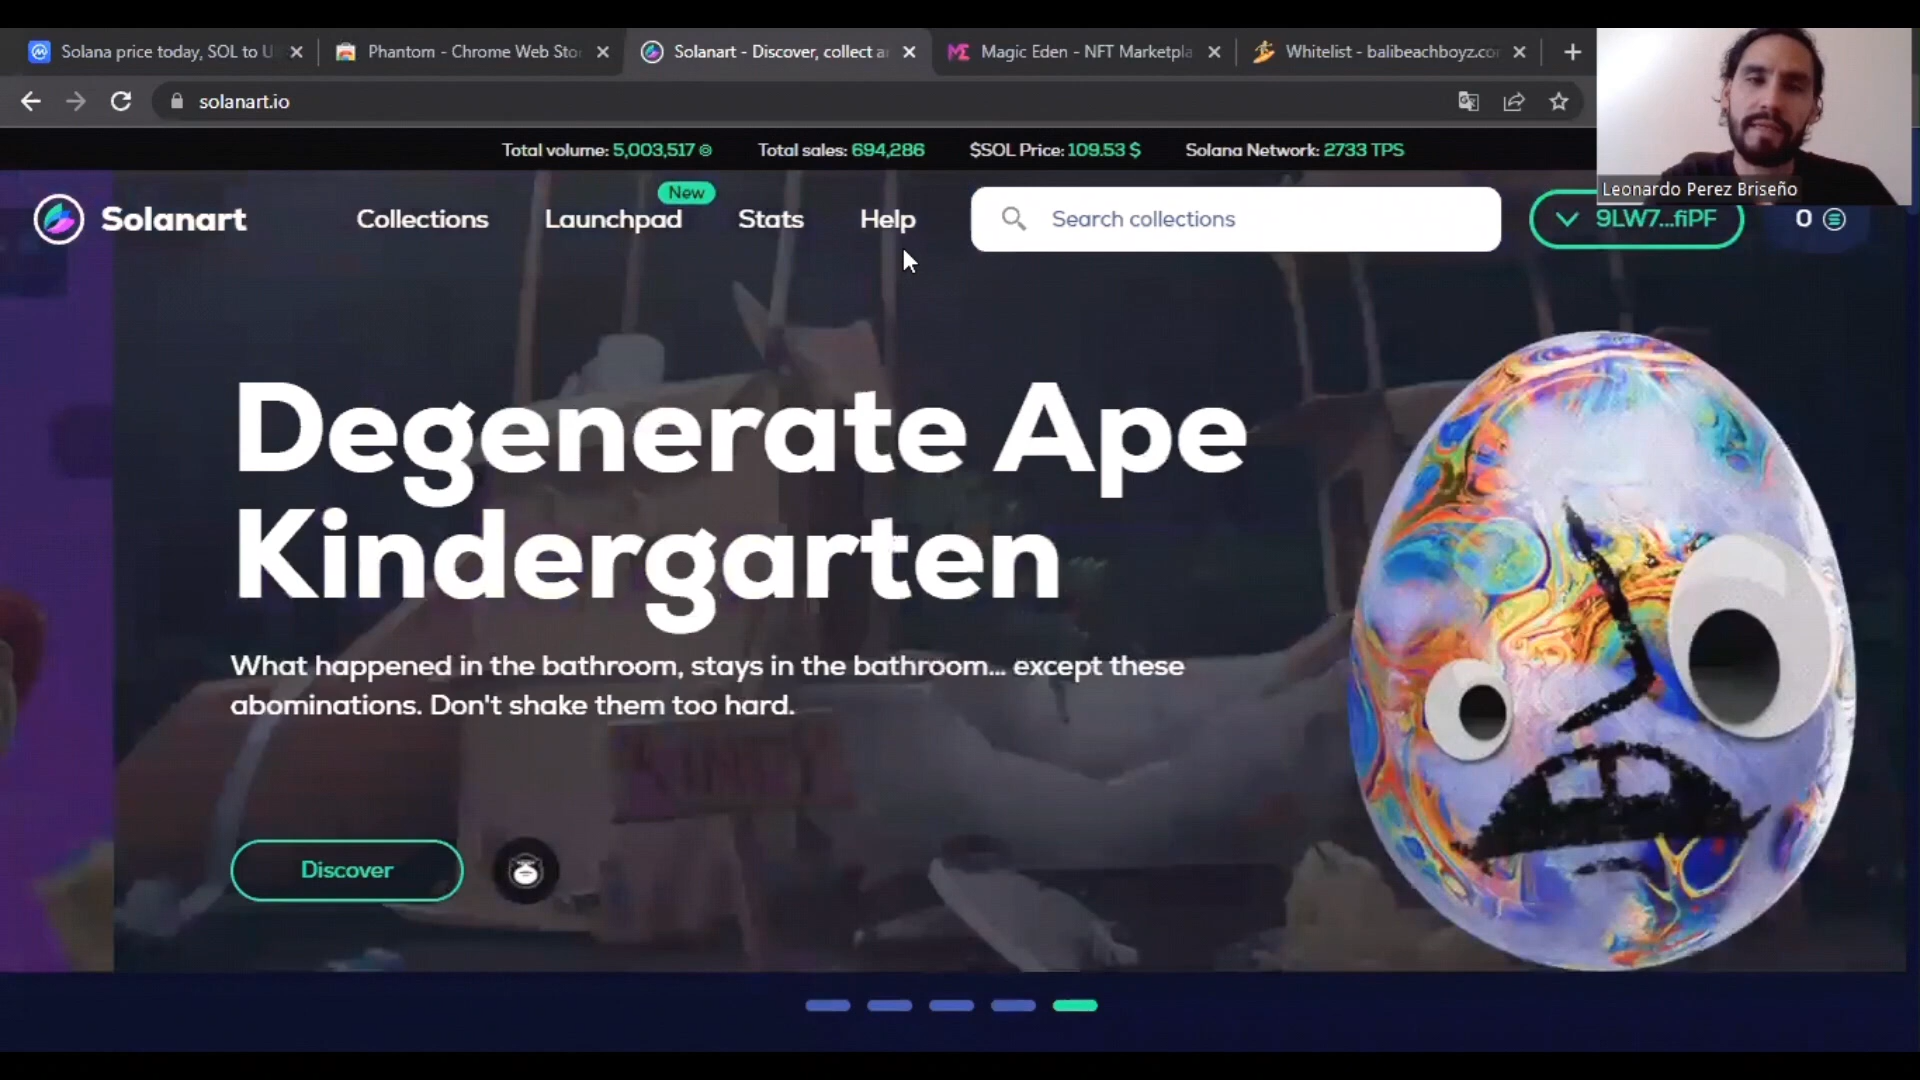 Solana price today, SOL to U
Phantom - Chrome Web Sto
Solanart - Discover, collect a
Magic Eden - NFT Marketpla
Whitelist - balibeachboyz.co
solanart.io
Total volume: 5,003,517
Total sales: 694,286
$SOL Price: 109.53 $
Solana Network: 2733 TPS
Leonardo Perez Briseño
Solanart
Collections
New
Launchpad
Stats
Help
Search collections
9LW7...fiPF
0
Degenerate Ape
Kindergarten
What happened in the bathroom, stays in the bathroom... except these
abominations. Don't shake them too hard.
Discover